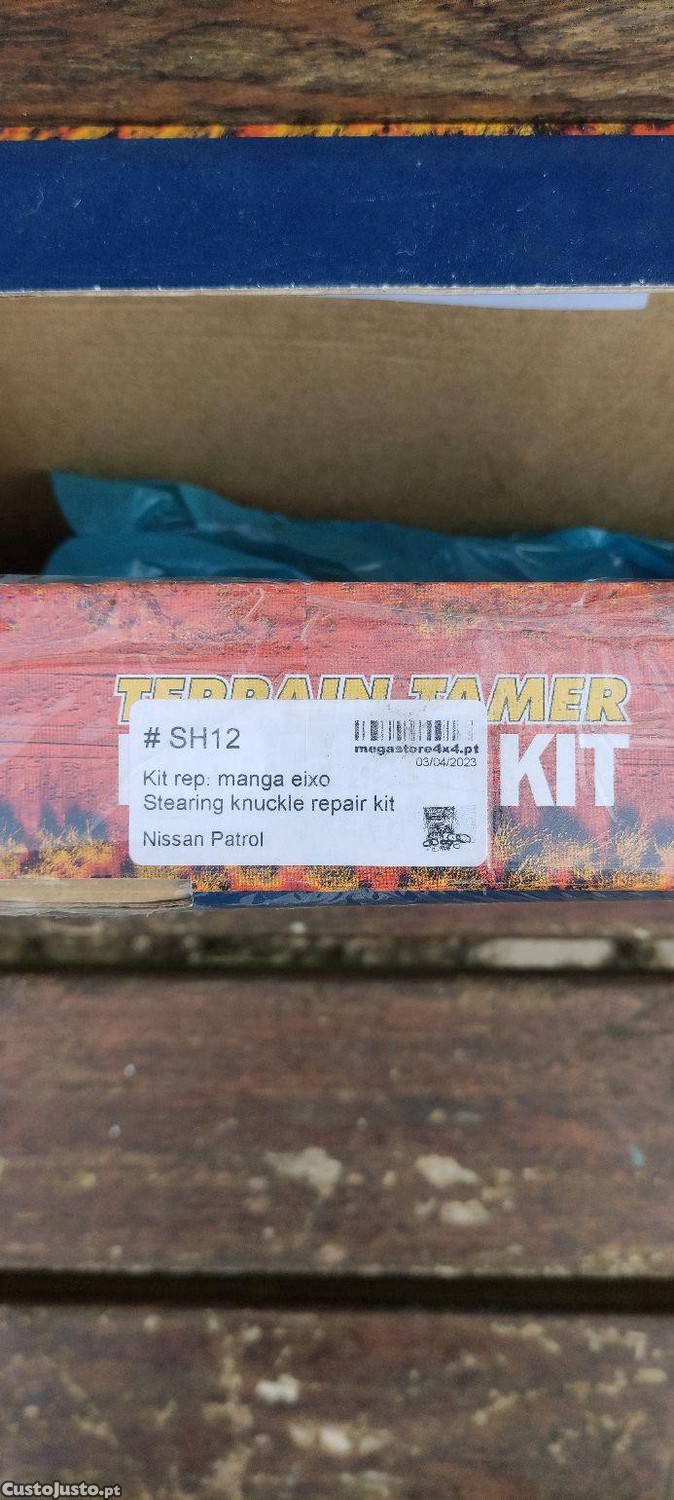 TERRAIN TAMER
KIT
# SH12
megastore4x4.pt
03/04/2023
Kit rep. manga eixo
Stearing knuckle repair kit
Nissan Patrol
CustoJusto.pt